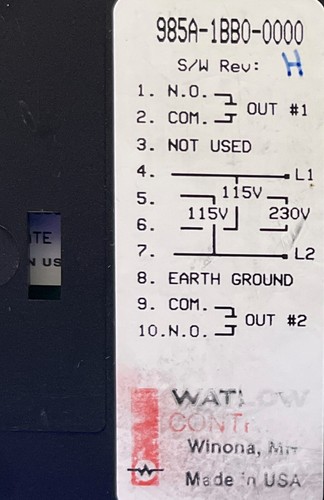 985A-1BB0-0000
S/W Rev: H
1. N.O.
2. COM.
OUT #1
3. NOT USED
4. L1
5. 115V
6. 115V 230V
7. L2
8. EARTH GROUND
9. COM.
10. N.O.
OUT #2
WATLOW
Winona,
Made in USA
N US